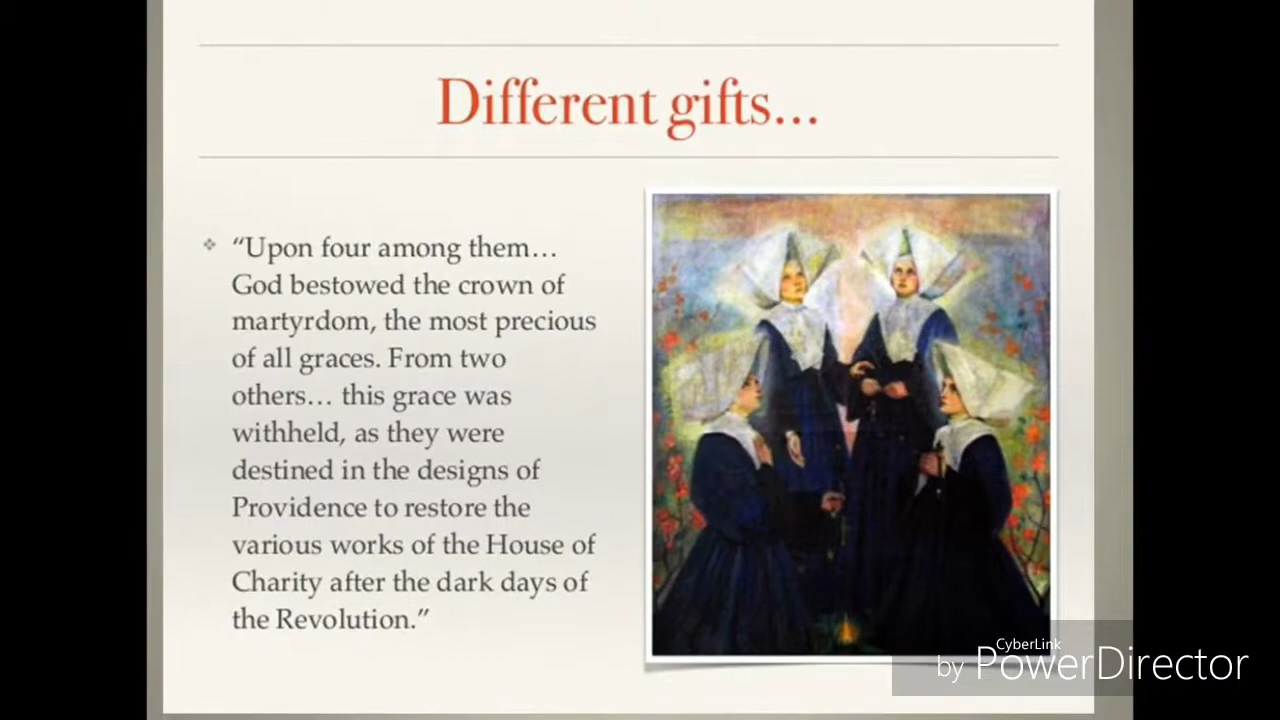 Different gifts...
“Upon four among them…
God bestowed the crown of
martyrdom, the most precious
of all graces. From two
others… this grace was
withheld, as they were
destined in the designs of
Providence to restore the
various works of the House of
Charity after the dark days of
the Revolution.”
CyberLink
by PowerDirector